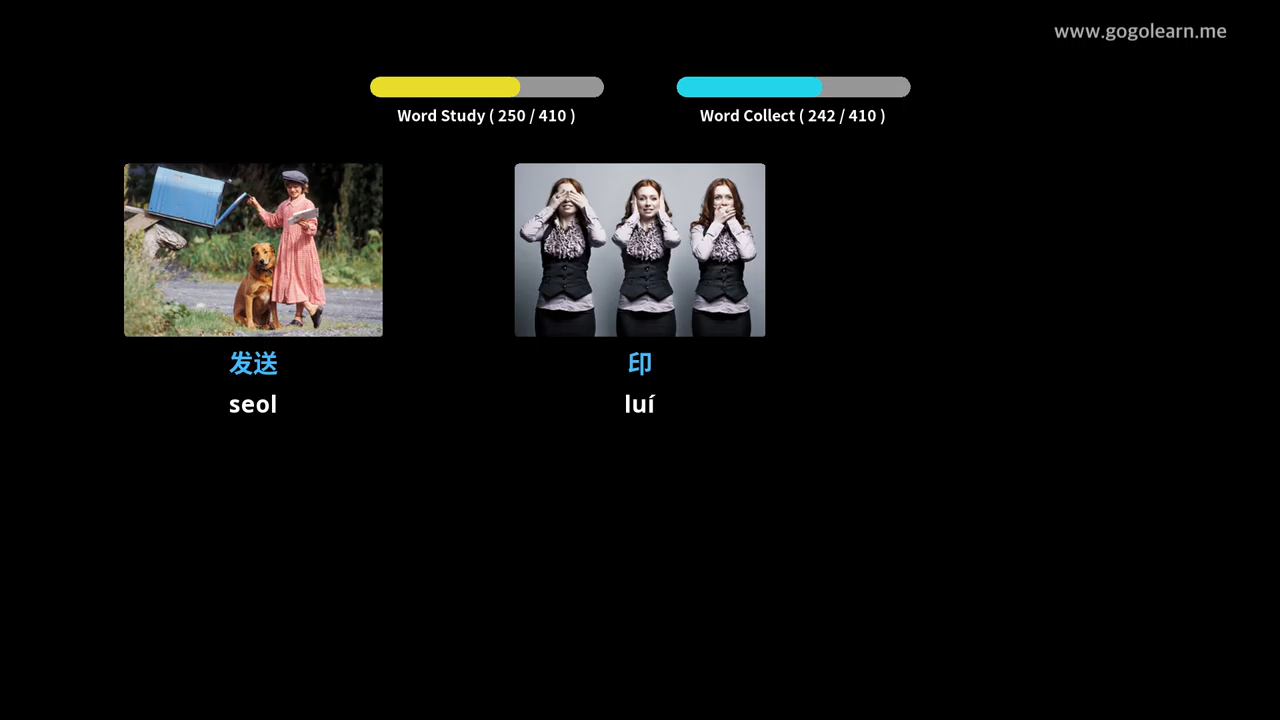 www.gogolearn.me
Word Study ( 250 / 410 )
Word Collect ( 242 / 410 )
发送
seol
印
luí